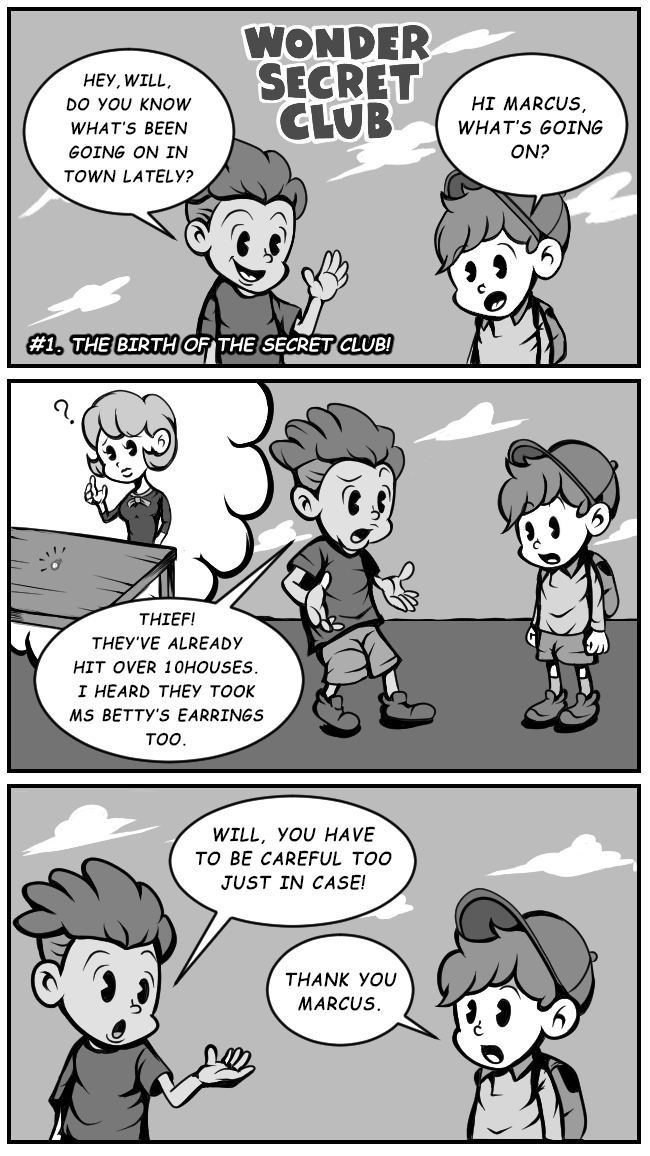 WONDER
SECRET
CLUB
HEY, WILL,
DO YOU KNOW
WHAT'S BEEN
GOING ON IN
TOWN LATELY?
HI MARCUS,
WHAT'S GOING
ON?
#1. THE BIRTH OF THE SECRET CLUB!
?
THIEF!
THEY'VE ALREADY
HIT OVER 10HOUSES.
I HEARD THEY TOOK
MS BETTY'S EARRINGS
TOO.
WILL, YOU HAVE
TO BE CAREFUL TOO
JUST IN CASE!
THANK YOU
MARCUS.